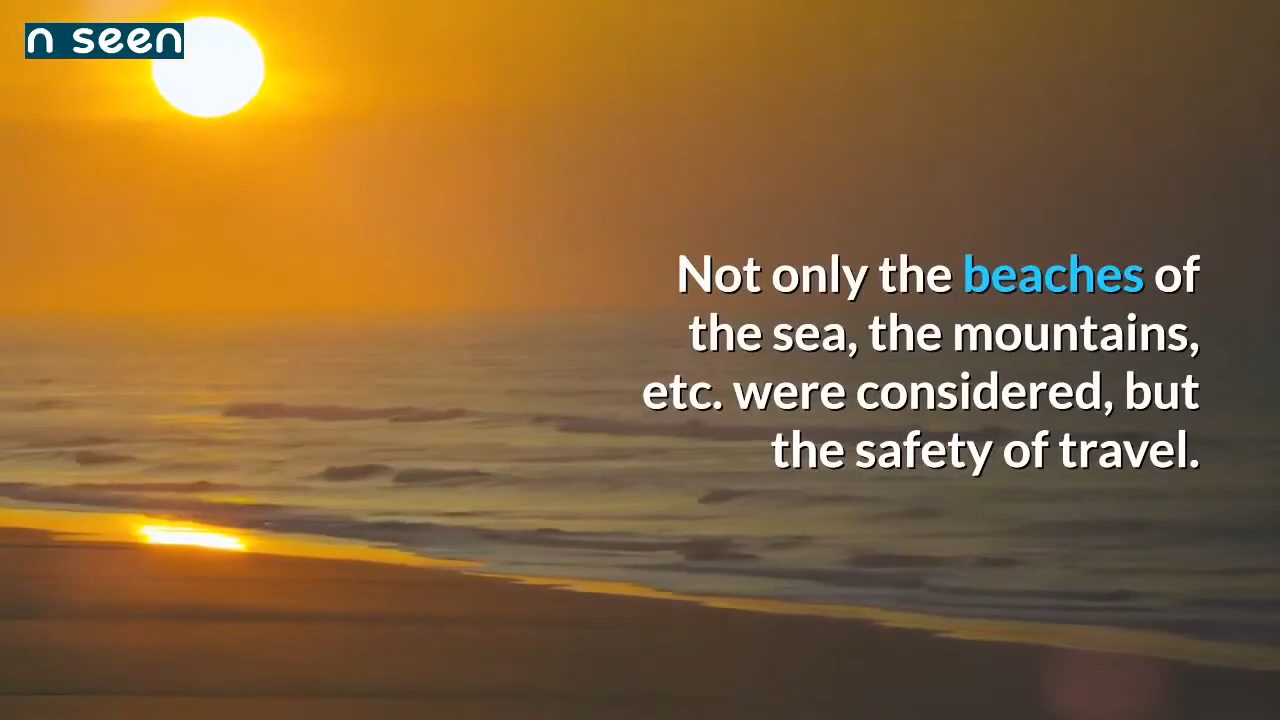 n seen
Not only the beaches of
the sea, the mountains,
etc. were considered, but
the safety of travel.